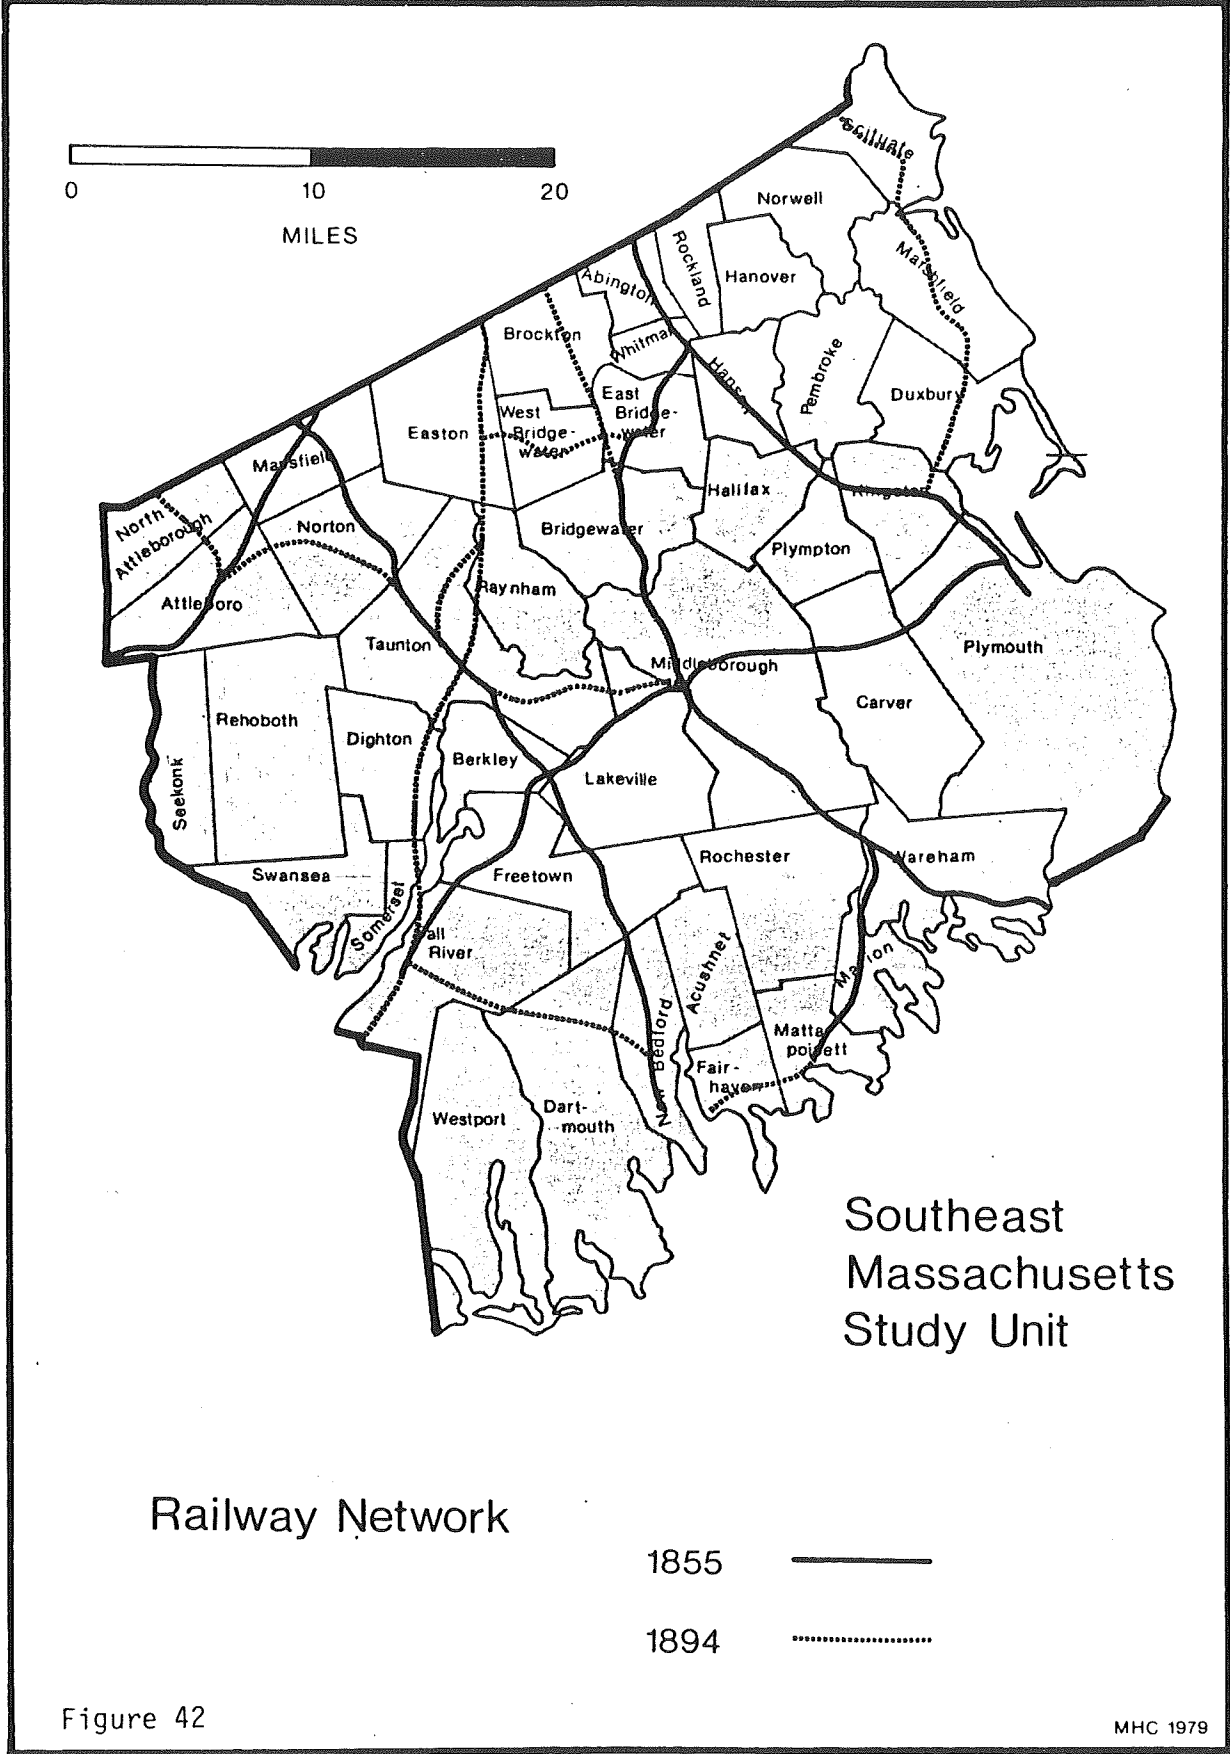 0 10 20
MILES
Scituate
Norwell
Rockland
Hanover
Marshfield
Abington
Brockton
Whitman
Hanson
Pembroke
Duxbury
East
Bridge-
water
West
Bridge-
water
Easton
Mansfield
North
Attleborough
Norton
Bridgewater
Halifax
Kingston
Plympton
Attleboro
Raynham
Taunton
Middleborough
Plymouth
Carver
Rehoboth
Dighton
Berkley
Lakeville
Seekonk
Swansea
Somerset
Freetown
Rochester
Wareham
Fall
River
Acushnet
Marion
New Bedford
Matta
poisett
Fair-
haven
Westport
Dart-
mouth
Southeast
Massachusetts
Study Unit
Railway Network
1855
1894
Figure 42
MHC 1979